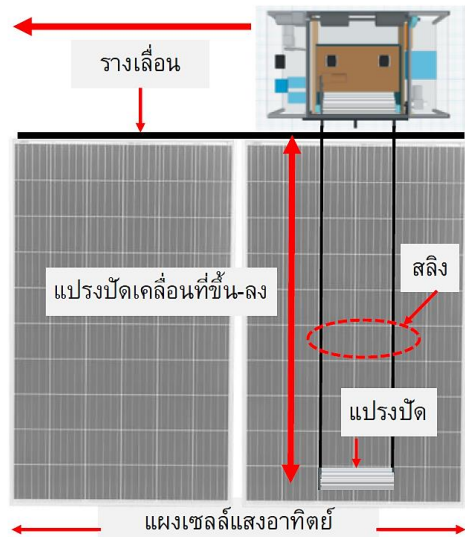 รางเลื่อน
สลิง
แปรงปัดเคลื่อนที่ขึ้น-ลง
แปรงปัด
แผงเซลล์แสงอาทิตย์